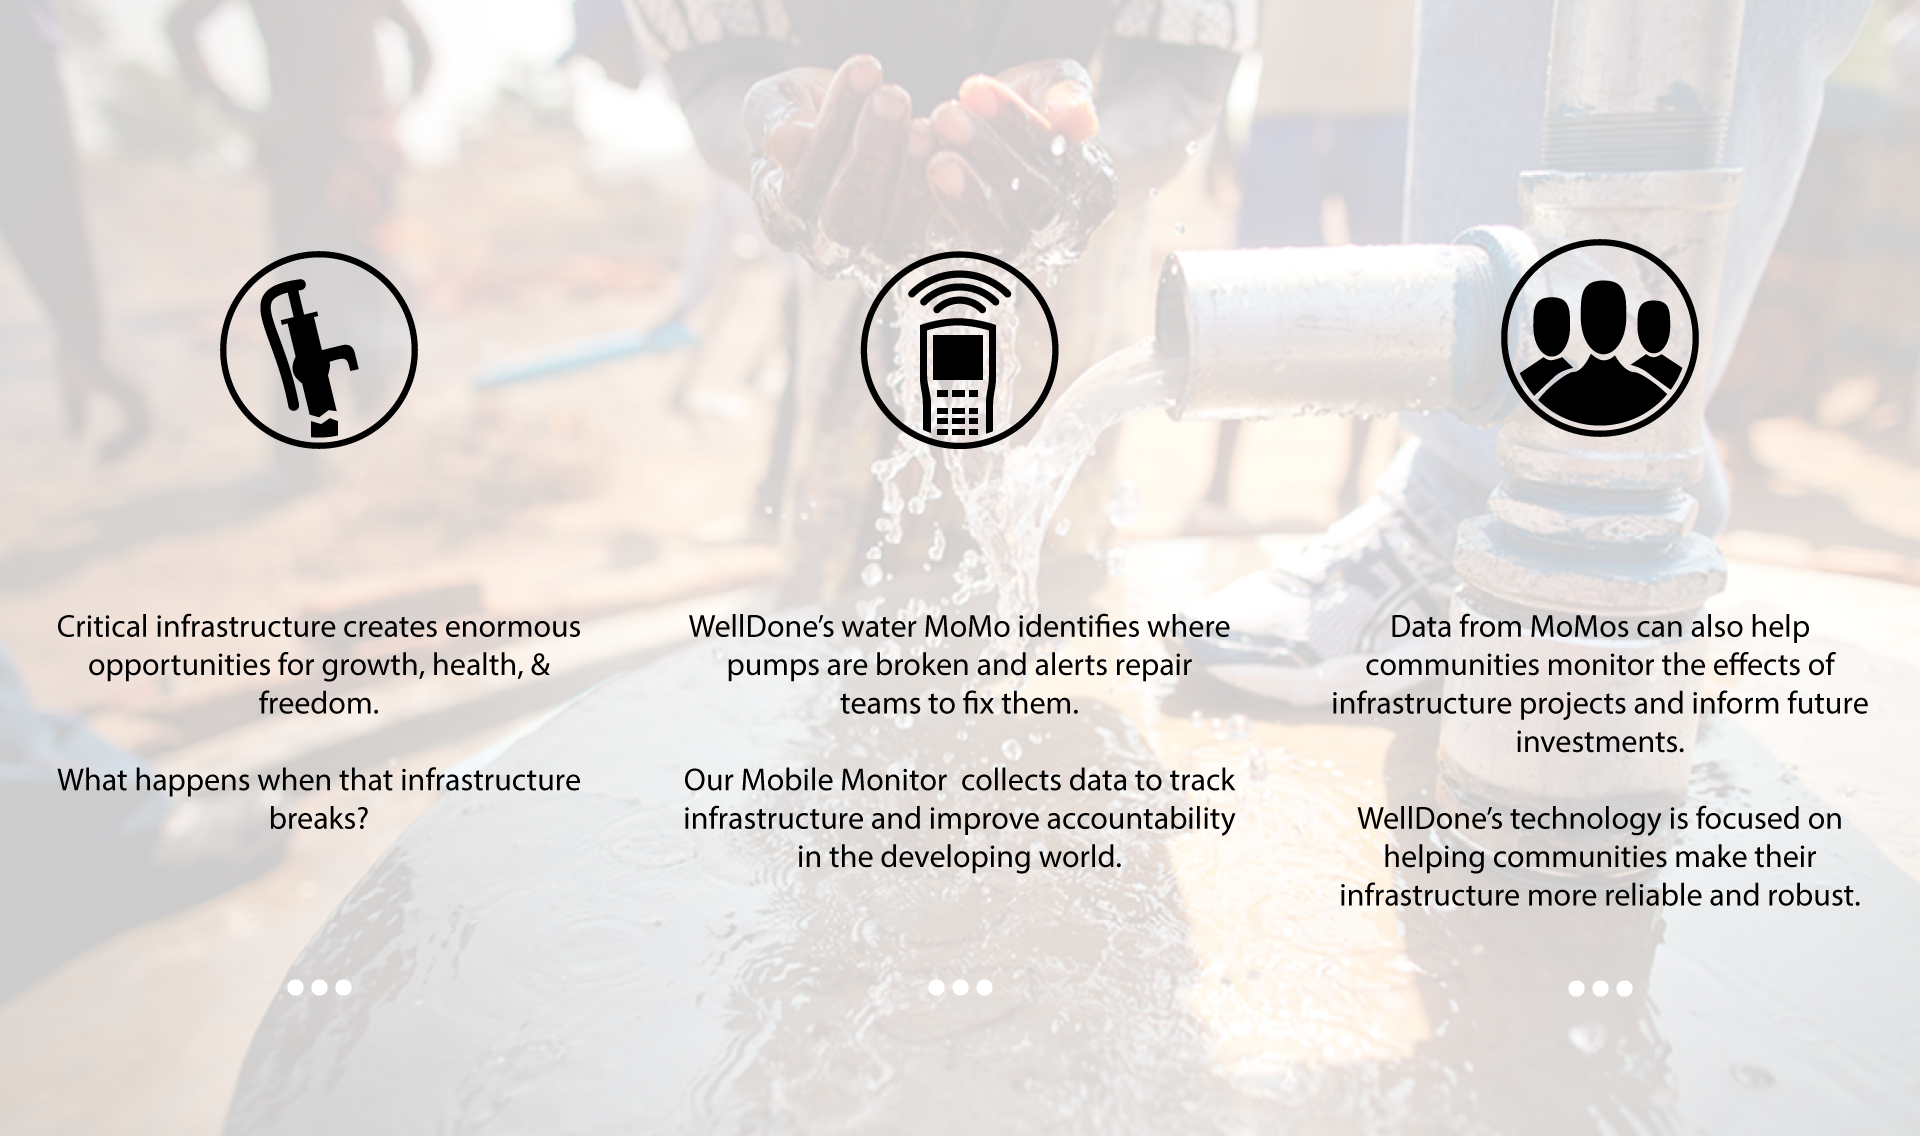 Critical infrastructure creates enormous
opportunities for growth, health, &
freedom.
What happens when that infrastructure
breaks?
WellDone’s water MoMo identifies where
pumps are broken and alerts repair
teams to fix them.
Our Mobile Monitor  collects data to track
infrastructure and improve accountability
in the developing world.
Data from MoMos can also help
communities monitor the effects of
infrastructure projects and inform future
investments.
WellDone’s technology is focused on
helping communities make their
infrastructure more reliable and robust.